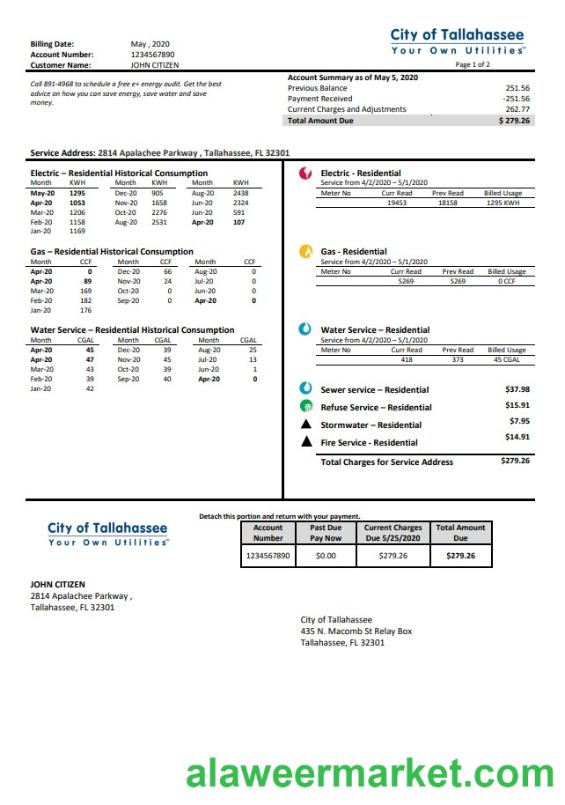 City of Tallahassee
Your Own Utilities™
Billing Date: May , 2020
Account Number: 1234567890
Customer Name: JOHN CITIZEN
Page 1 of 2
Call 891-4968 to schedule a free e+ energy audit. Get the best
advice on how you can save energy, save water and save
money.
Account Summary as of May 5, 2020
Previous Balance 251.56
Payment Received -251.56
Current Charges and Adjustments 262.77
Total Amount Due $ 279.26
Service Address: 2814 Apalachee Parkway , Tallahassee, FL 32301
Electric – Residential Historical Consumption
Month KWH Month KWH Month KWH
May-20 1295 Dec-20 905 Aug-20 2438
Apr-20 1053 Nov-20 1658 Jun-20 2324
Mar-20 1206 Oct-20 2276 Jun-20 591
Feb-20 1158 Aug-20 2531 Apr-20 107
Jan-20 1169
Gas – Residential Historical Consumption
Month CCF Month CCF Month CCF
Apr-20 0 Dec-20 66 Aug-20 0
Apr-20 89 Nov-20 24 Jul-20 0
Mar-20 169 Oct-20 0 Jun-20 0
Feb-20 182 Sep-20 0 Apr-20 0
Jan-20 176
Water Service – Residential Historical Consumption
Month CGAL Month CGAL Month CGAL
Apr-20 45 Dec-20 39 Aug-20 25
Apr-20 47 Nov-20 45 Jul-20 13
Mar-20 43 Oct-20 39 Jun-20 1
Feb-20 39 Sep-20 40 Apr-20 0
Jan-20 42
Electric - Residential
Service from 4/2/2020 – 5/1/2020
Meter No Curr Read Prev Read Billed Usage
19453 18158 1295 KWH
Gas - Residential
Service from 4/2/2020 – 5/1/2020
Meter No Curr Read Prev Read Billed Usage
5269 5269 0 CCF
Water Service – Residential
Service from 4/2/2020 – 5/1/2020
Meter No Curr Read Prev Read Billed Usage
418 373 45 CGAL
Sewer service – Residential $37.98
Refuse Service – Residential $15.91
Stormwater – Residential $7.95
Fire Service - Residential $14.91
Total Charges for Service Address $279.26
Detach this portion and return with your payment.
City of Tallahassee
Your Own Utilities™
Account Number Past Due Pay Now Current Charges Due 5/25/2020 Total Amount Due
1234567890 $0.00 $279.26 $279.26
JOHN CITIZEN
2814 Apalachee Parkway ,
Tallahassee, FL 32301
City of Tallahassee
435 N. Macomb St Relay Box
Tallahassee, FL 32301
alaweermarket.com